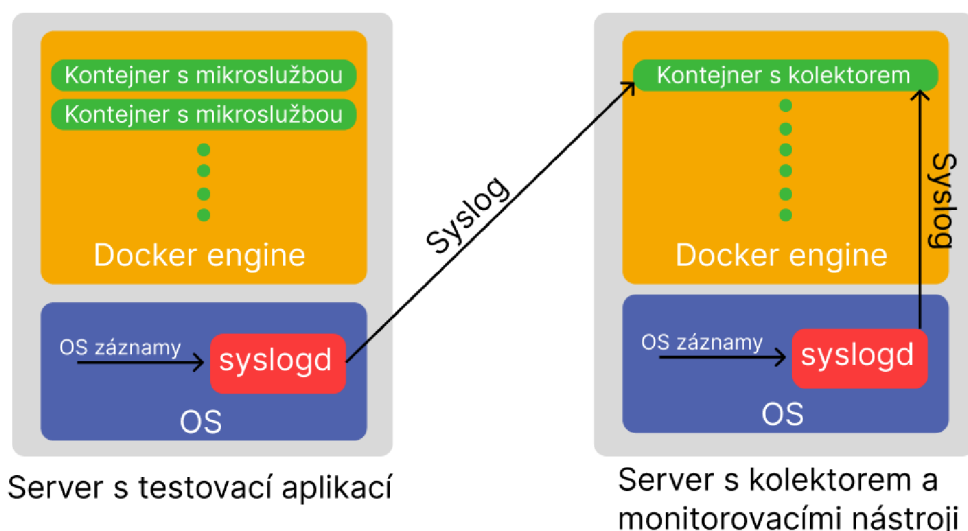 Kontejner s mikroslužbou
Kontejner s mikroslužbou
Docker engine
OS záznamy
syslogd
OS
Server s testovací aplikací
Syslog
Kontejner s kolektorem
Syslog
Docker engine
OS záznamy
syslogd
OS
Server s kolektorem a
monitorovacími nástroji